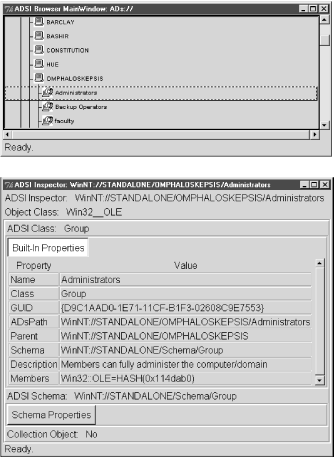 ADSI Browser MainWindow: ADs://
BARCLAY
BASHIR
CONSTITUTION
HUE
OMPHALOSKEPSIS
Administrators
Backup Operators
faculty
Ready.
ADSI Inspector: WinNT://STANDALONE/OMPHALOSKEPSIS/Administrators
ADSI Inspector: WinNT://STANDALONE/OMPHALOSKEPSIS/Administrators
Object Class: Win32__OLE
ADSI Class: Group
Built-In Properties
Property Value
Name Administrators
Class Group
GUID {D9C1AAD0-1E71-11CF-B1F3-02608C9E7553}
ADsPath WinNT://STANDALONE/OMPHALOSKEPSIS/Administrators
Parent WinNT://STANDALONE/OMPHALOSKEPSIS
Schema WinNT://STANDALONE/Schema/Group
Description Members can fully administer the computer/domain
Members Win32::OLE=HASH(0x114dab0)
ADSI Schema: WinNT://STANDALONE/Schema/Group
Schema Properties
Collection Object: No
Ready.